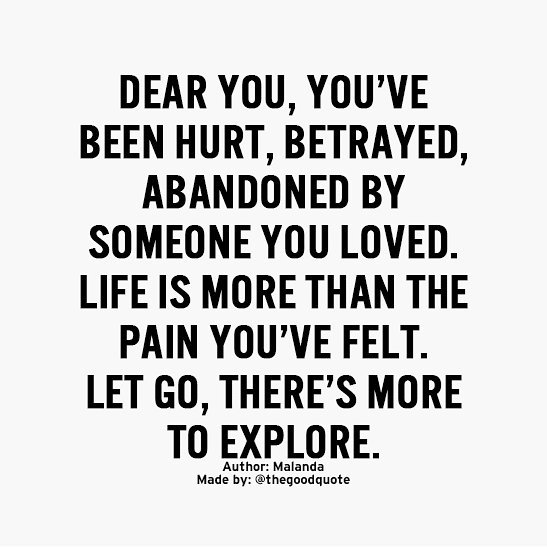 DEAR YOU, YOU’VE
BEEN HURT, BETRAYED,
ABANDONED BY
SOMEONE YOU LOVED.
LIFE IS MORE THAN THE
PAIN YOU’VE FELT.
LET GO, THERE’S MORE
TO EXPLORE.
Author: Malanda
Made by: @thegoodquote